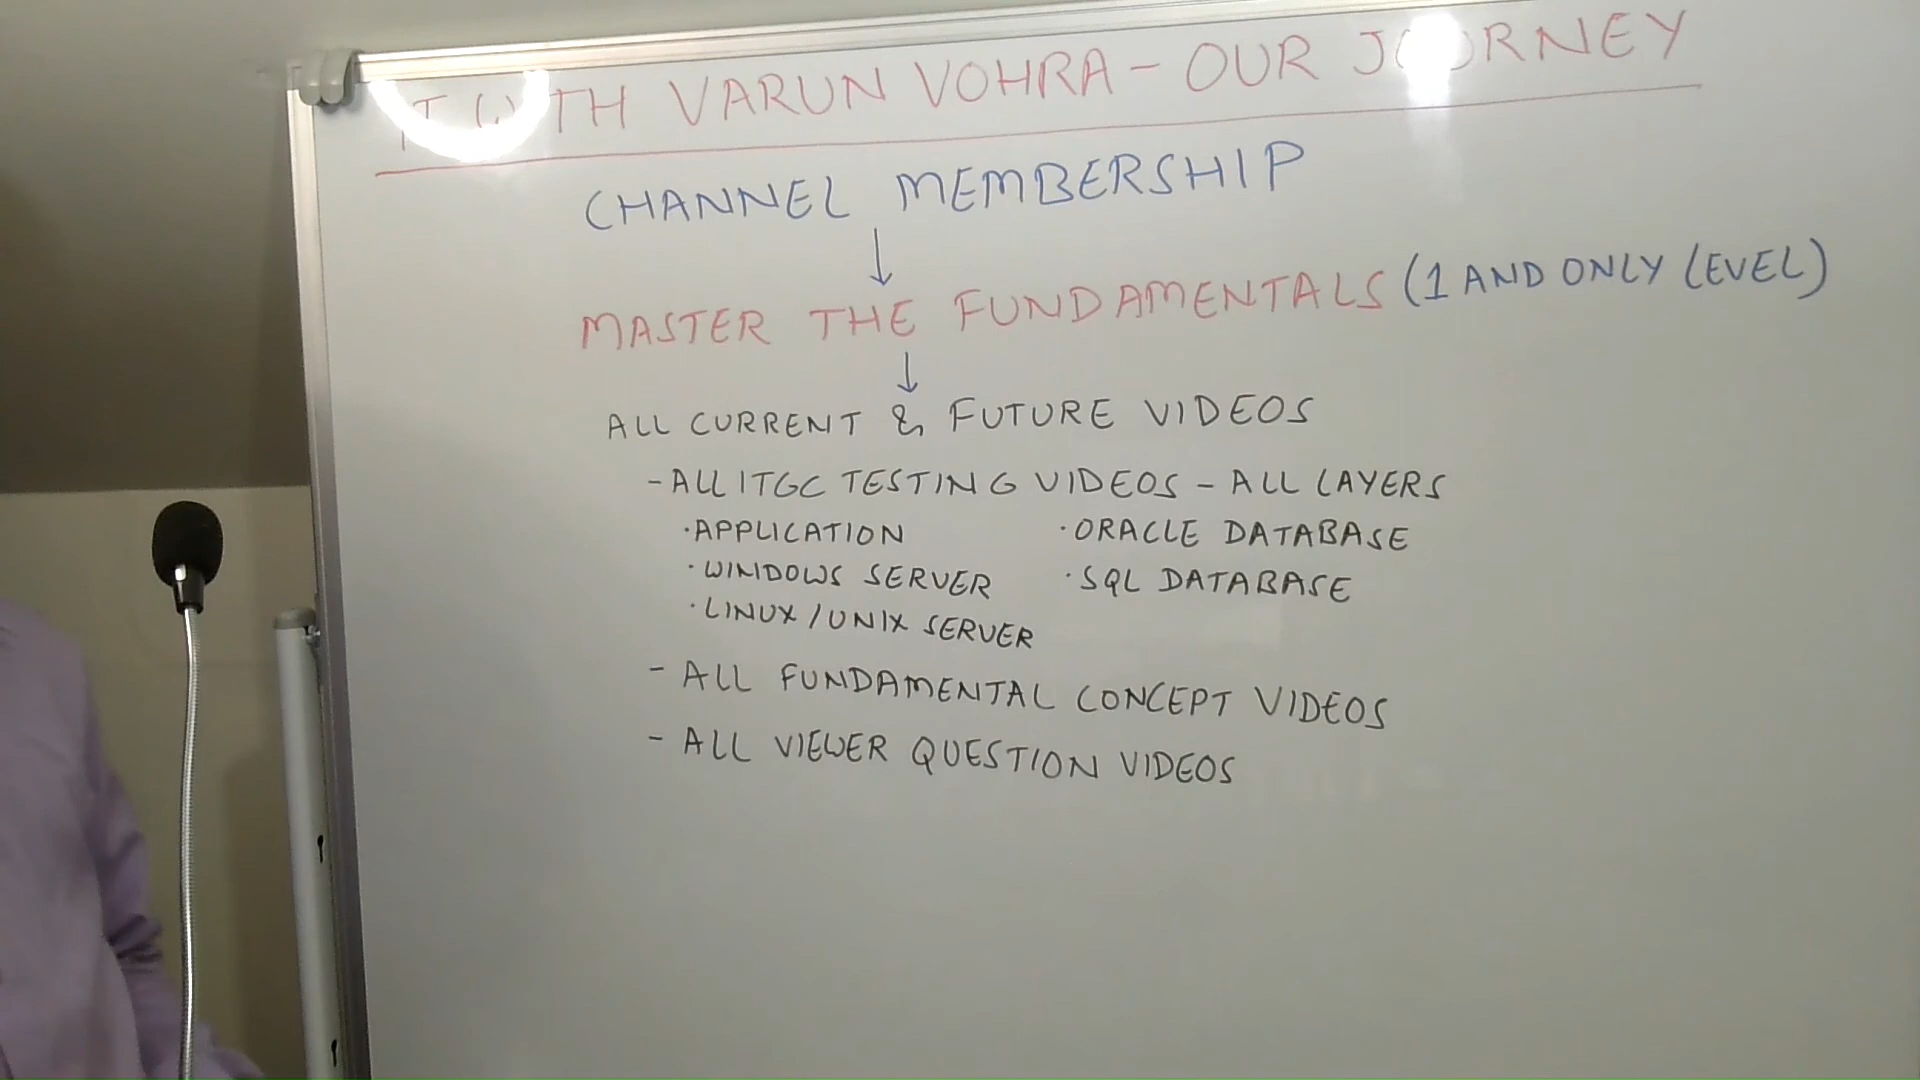 IT WITH VARUN VOHRA - OUR JOURNEY
CHANNEL MEMBERSHIP
↓
MASTER THE FUNDAMENTALS (1 AND ONLY LEVEL)
↓
ALL CURRENT & FUTURE VIDEOS
- ALL ITGC TESTING VIDEOS - ALL LAYERS
· APPLICATION · ORACLE DATABASE
· WINDOWS SERVER · SQL DATABASE
· LINUX / UNIX SERVER
- ALL FUNDAMENTAL CONCEPT VIDEOS
- ALL VIEWER QUESTION VIDEOS